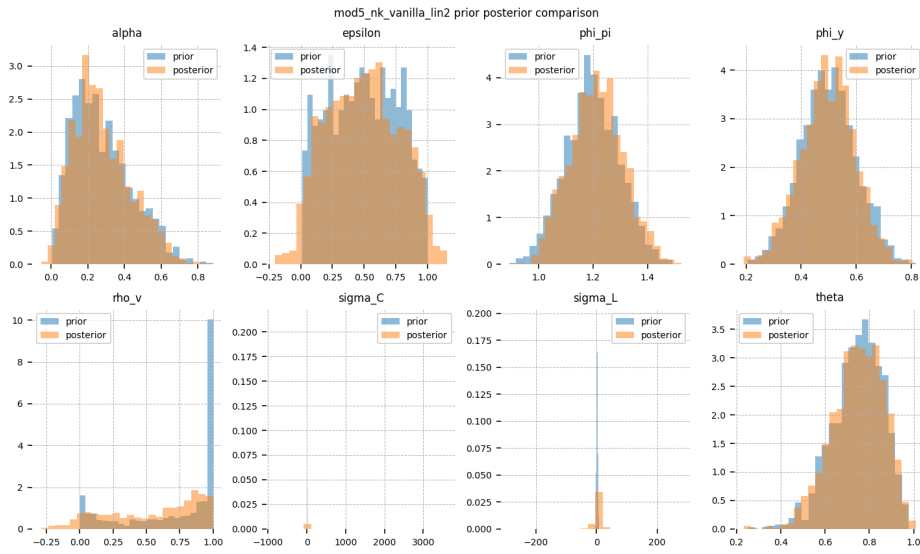 mod5_nk_vanilla_lin2 prior posterior comparison
alpha
prior
posterior
3.0
2.5
2.0
1.5
1.0
0.5
0.0
0.0 0.2 0.4 0.6 0.8
epsilon
prior
posterior
1.4
1.2
1.0
0.8
0.6
0.4
0.2
0.0
−0.25 0.00 0.25 0.50 0.75 1.00
phi_pi
prior
posterior
4
3
2
1
0
1.0 1.2 1.4
phi_y
prior
posterior
4
3
2
1
0
0.2 0.4 0.6 0.8
rho_v
prior
posterior
10
8
6
4
2
0
−0.25 0.00 0.25 0.50 0.75 1.00
sigma_C
prior
posterior
0.200
0.175
0.150
0.125
0.100
0.075
0.050
0.025
0.000
−1000 0 1000 2000 3000
sigma_L
prior
posterior
0.200
0.175
0.150
0.125
0.100
0.075
0.050
0.025
0.000
−200 0 200
theta
prior
posterior
3.5
3.0
2.5
2.0
1.5
1.0
0.5
0.0
0.2 0.4 0.6 0.8 1.0